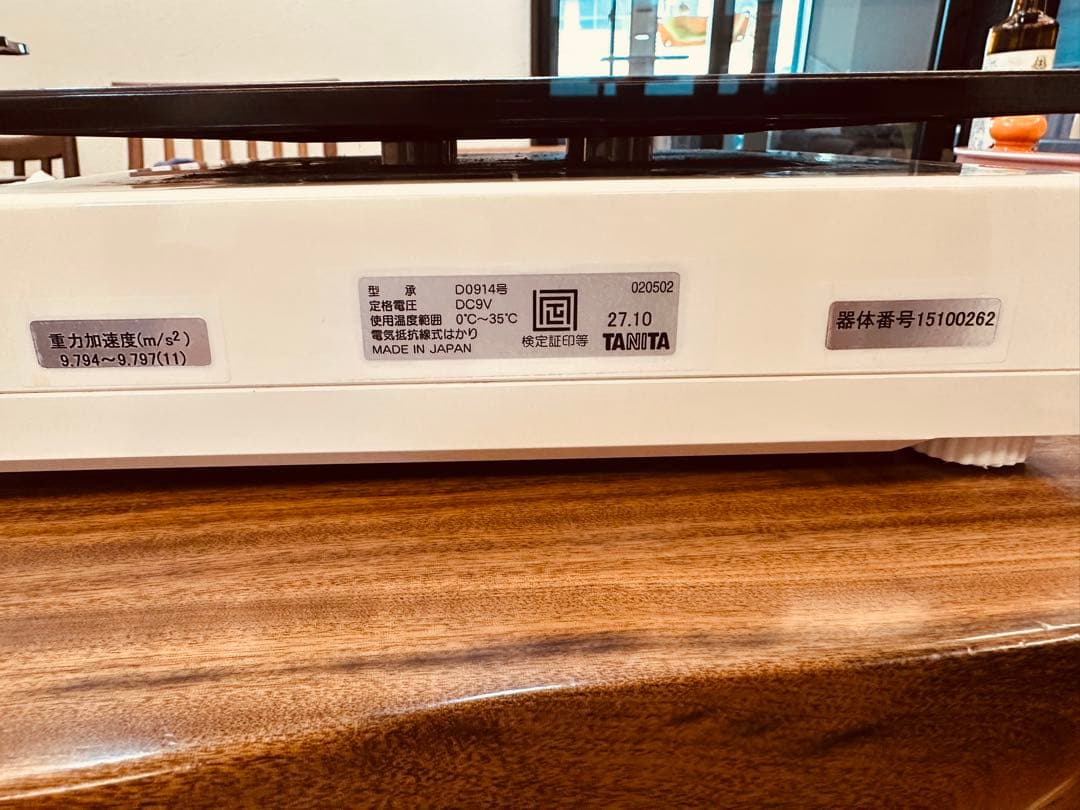 重力加速度(m/s²)
9.794～9.797(11)
型 承 D0914号
定格電圧 DC9V
使用温度範囲 0℃～35℃
電気抵抗線式はかり
MADE IN JAPAN
正
検定証印等
020502
27.10
TANITA
器体番号15100262